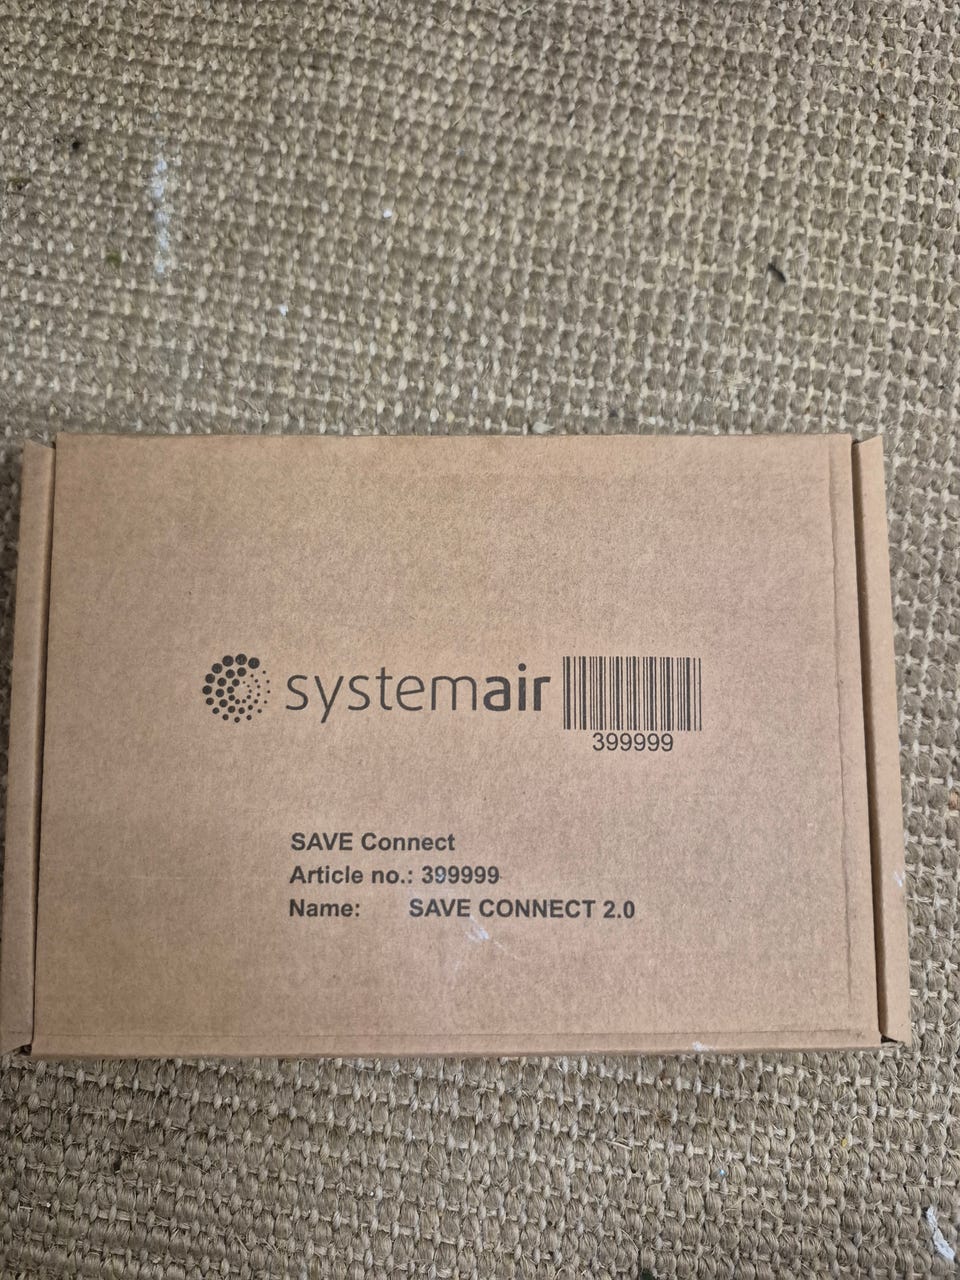 systemair
399999
SAVE Connect
Article no.: 399999
Name: SAVE CONNECT 2.0